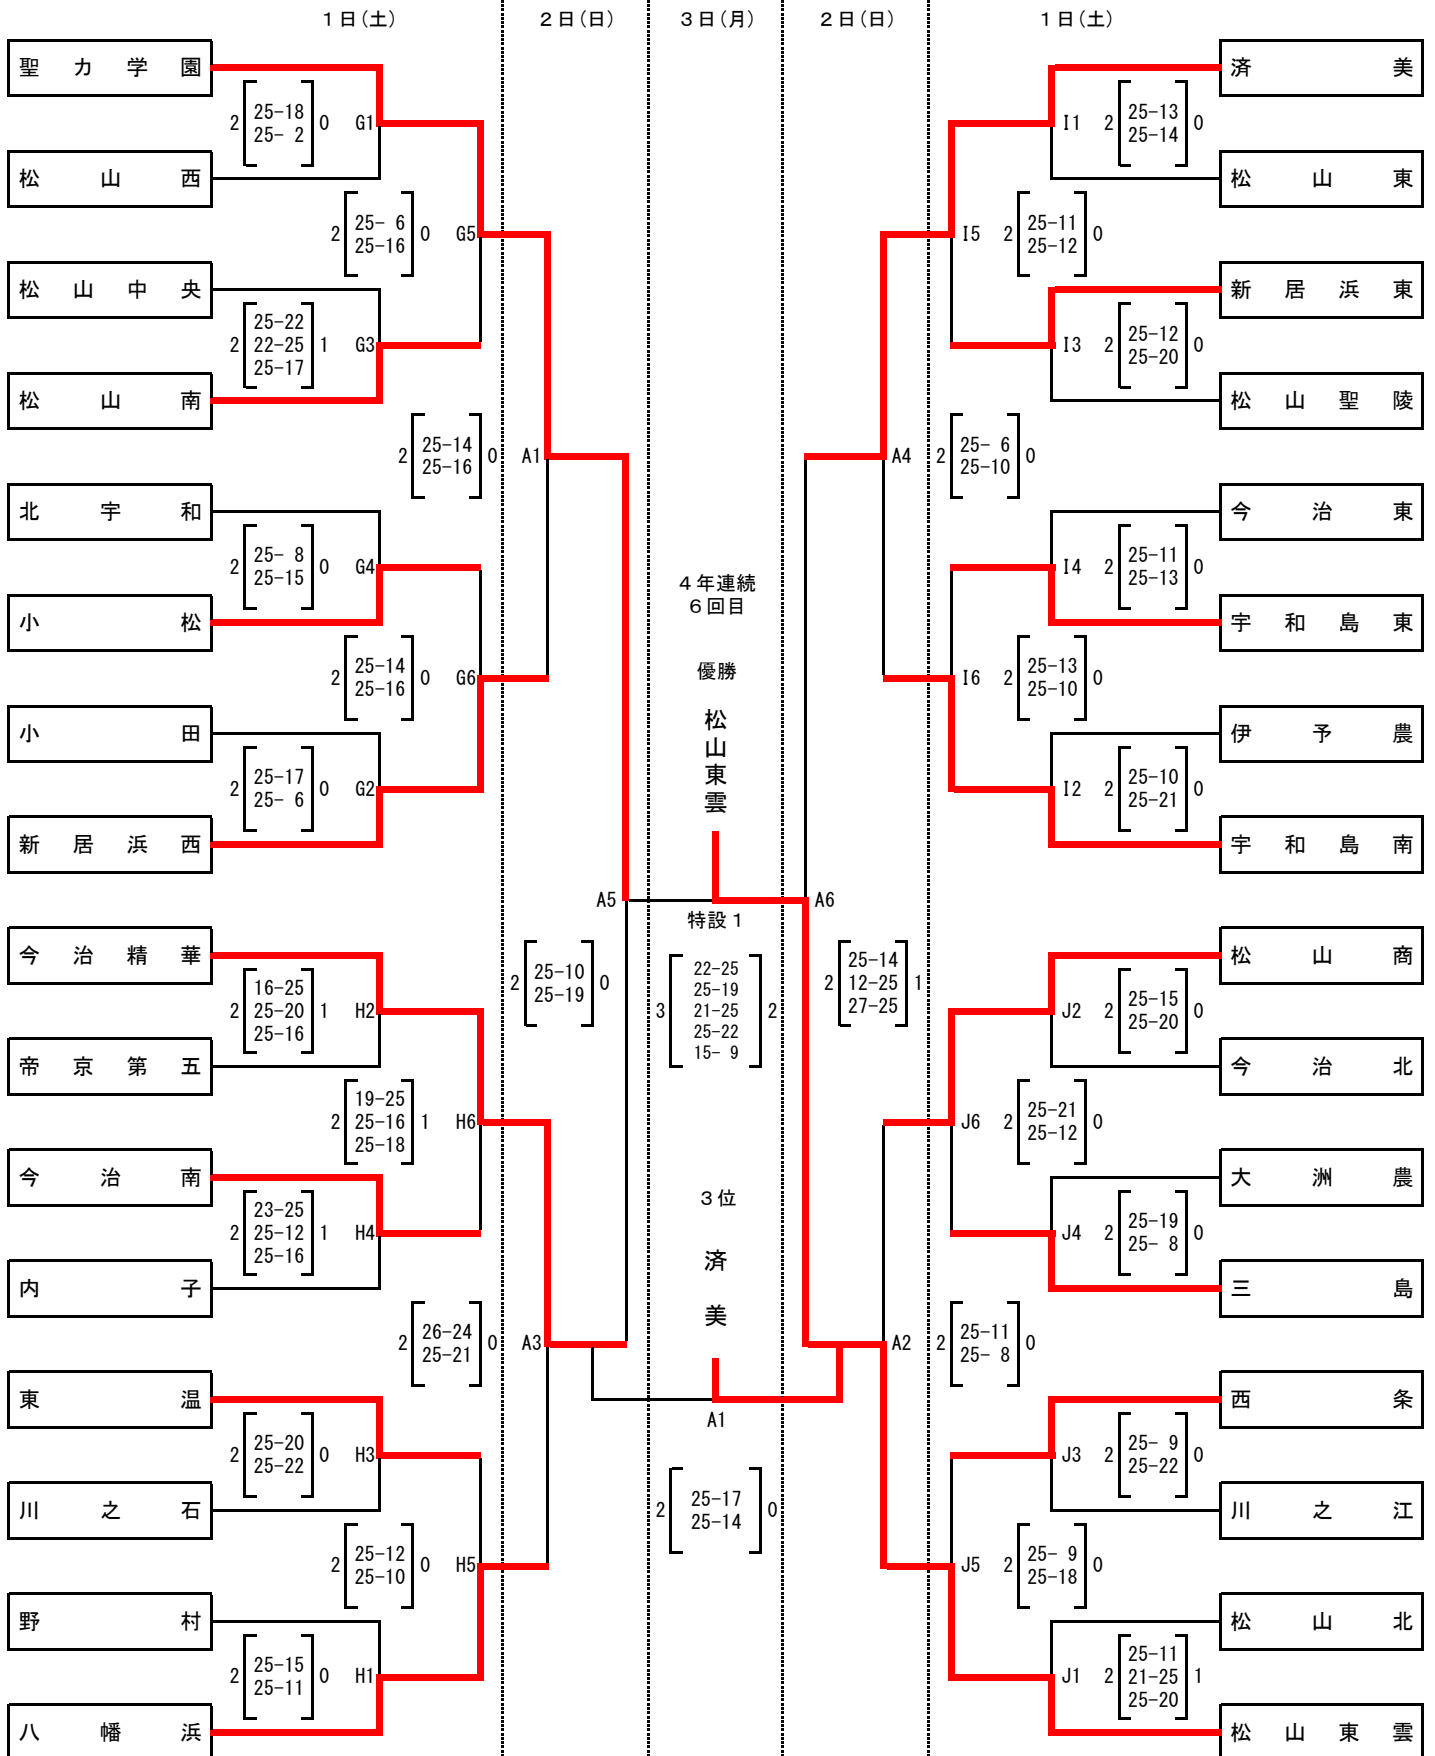 1日(土) 2日(日) 3日(月) 2日(日) 1日(土)
聖カ学園
2 25-18 0 G1
25- 2
松山西
2 25- 6 0 G5
25-16
松山中央
25-22
2 22-25 1 G3
25-17
松山南
2 25-14 0 A1
25-16
北宇和
2 25- 8 0 G4
25-15
小松
2 25-14 0 G6
25-16
小田
2 25-17 0 G2
25- 6
新居浜西
A5
2 25-10 0
25-19
今治精華
16-25
2 25-20 1 H2
25-16
帝京第五
19-25
2 25-16 1 H6
25-18
今治南
23-25
2 25-12 1 H4
25-16
内子
2 26-24 0 A3
25-21
東温
2 25-20 0 H3
25-22
川之石
2 25-12 0 H5
25-10
野村
2 25-15 0 H1
25-11
八幡浜
4年連続
6回目
優勝
松山東雲
特設1
22-25
25-19
3 21-25 2
25-22
15- 9
3位
済美
A1
2 25-17 0
25-14
済美
I1 2 25-13 0
25-14
松山東
I5 2 25-11 0
25-12
新居浜東
I3 2 25-12 0
25-20
松山聖陵
A4 2 25- 6 0
25-10
今治東
I4 2 25-11 0
25-13
宇和島東
I6 2 25-13 0
25-10
伊予農
I2 2 25-10 0
25-21
宇和島南
A6
25-14
2 12-25 1
27-25
松山商
J2 2 25-15 0
25-20
今治北
J6 2 25-21 0
25-12
大洲農
J4 2 25-19 0
25- 8
三島
A2 2 25-11 0
25- 8
西条
J3 2 25- 9 0
25-22
川之江
J5 2 25- 9 0
25-18
松山北
25-11
J1 2 21-25 1
25-20
松山東雲